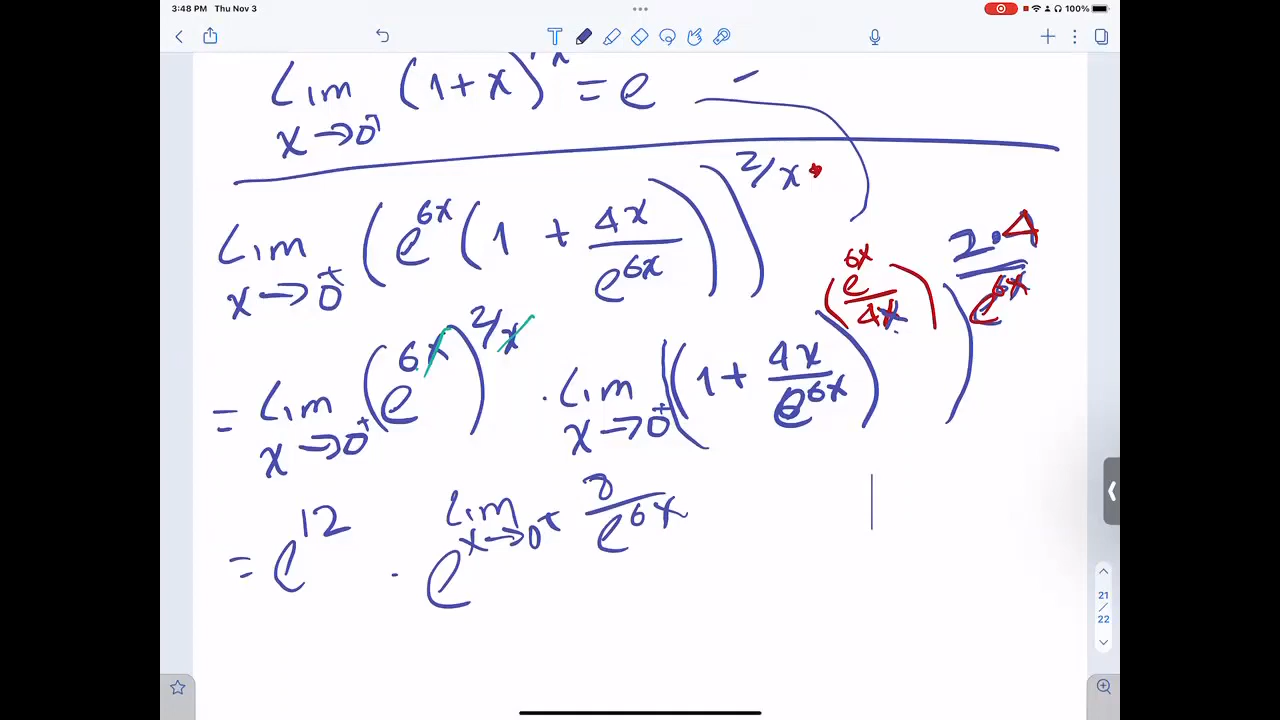 3:48 PM Thu Nov 3
100%
T
Lim x→0⁺ (1+x)^(1/x) = e
Lim x→0⁺ (e^(6x) (1 + 4x/e^(6x)))^(2/x)
= Lim x→0⁺ (e^(6x))^(2/x) · Lim x→0⁺ ((1 + 4x/e^(6x))^(e^(6x)/4x))^(2·4/e^(6x))
= e^12 · e^(Lim x→0⁺ 8/e^(6x))
21
/
22